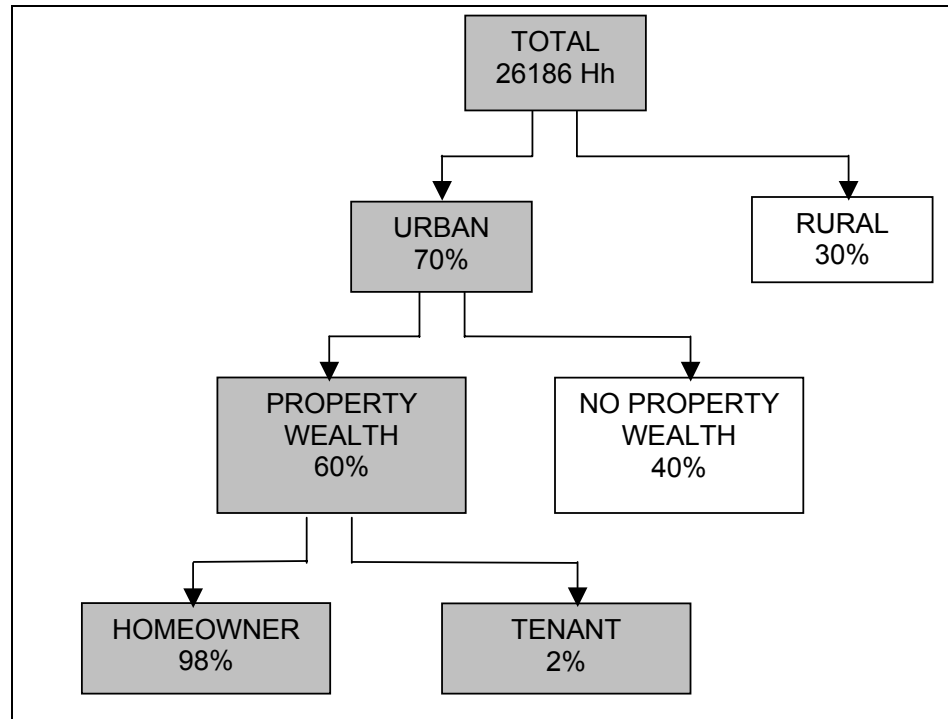 TOTAL
26186 Hh
URBAN
70%
RURAL
30%
PROPERTY
WEALTH
60%
NO PROPERTY
WEALTH
40%
HOMEOWNER
98%
TENANT
2%